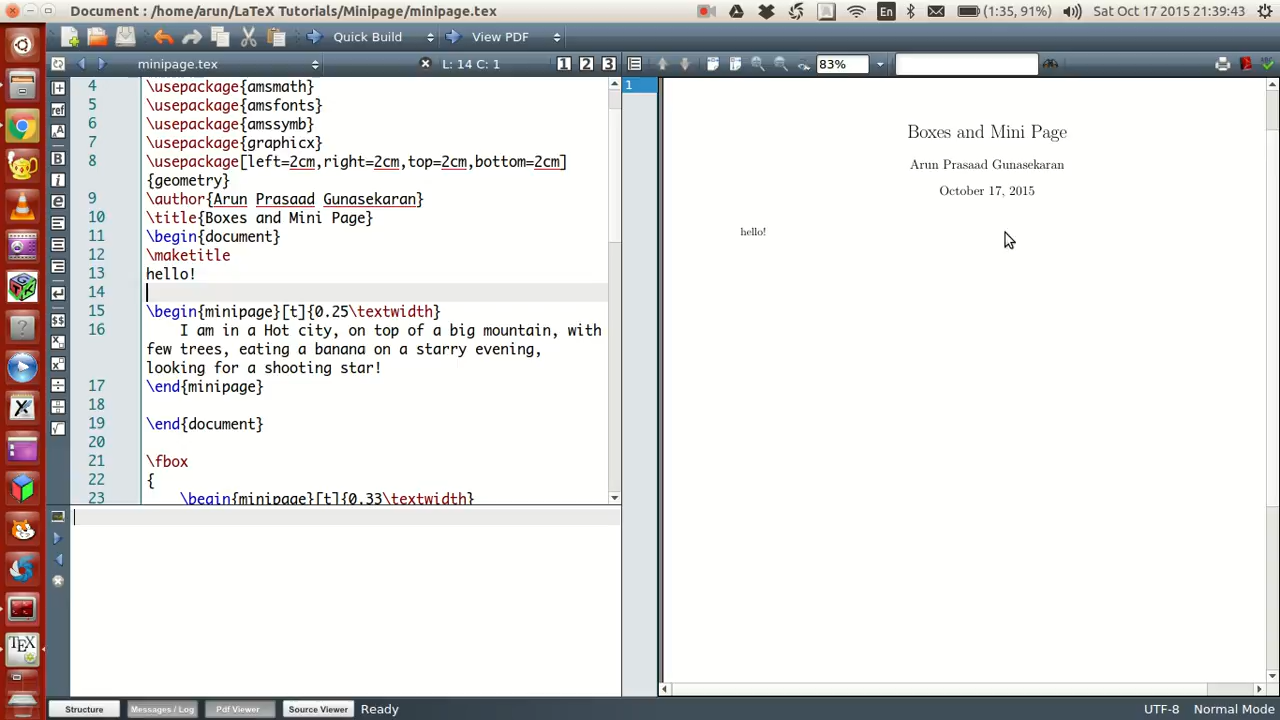 Document : /home/arun/LaTeX Tutorials/Minipage/minipage.tex
En
(1:35, 91%)
Sat Oct 17 2015 21:39:43
Quick Build
View PDF
minipage.tex
L: 14 C: 1
1
2
3
83%
4 \usepackage{amsmath}
5 \usepackage{amsfonts}
6 \usepackage{amssymb}
7 \usepackage{graphicx}
8 \usepackage[left=2cm,right=2cm,top=2cm,bottom=2cm]
{geometry}
9 \author{Arun Prasaad Gunasekaran}
10 \title{Boxes and Mini Page}
11 \begin{document}
12 \maketitle
13 hello!
14
15 \begin{minipage}[t]{0.25\textwidth}
16 I am in a Hot city, on top of a big mountain, with
few trees, eating a banana on a starry evening,
looking for a shooting star!
17 \end{minipage}
18
19 \end{document}
20
21 \fbox
22 {
23 \begin{minipage}[t]{0.33\textwidth}
ref
1
Boxes and Mini Page
Arun Prasaad Gunasekaran
October 17, 2015
hello!
TEX
Structure
Messages / Log
Pdf Viewer
Source Viewer
Ready
UTF-8
Normal Mode